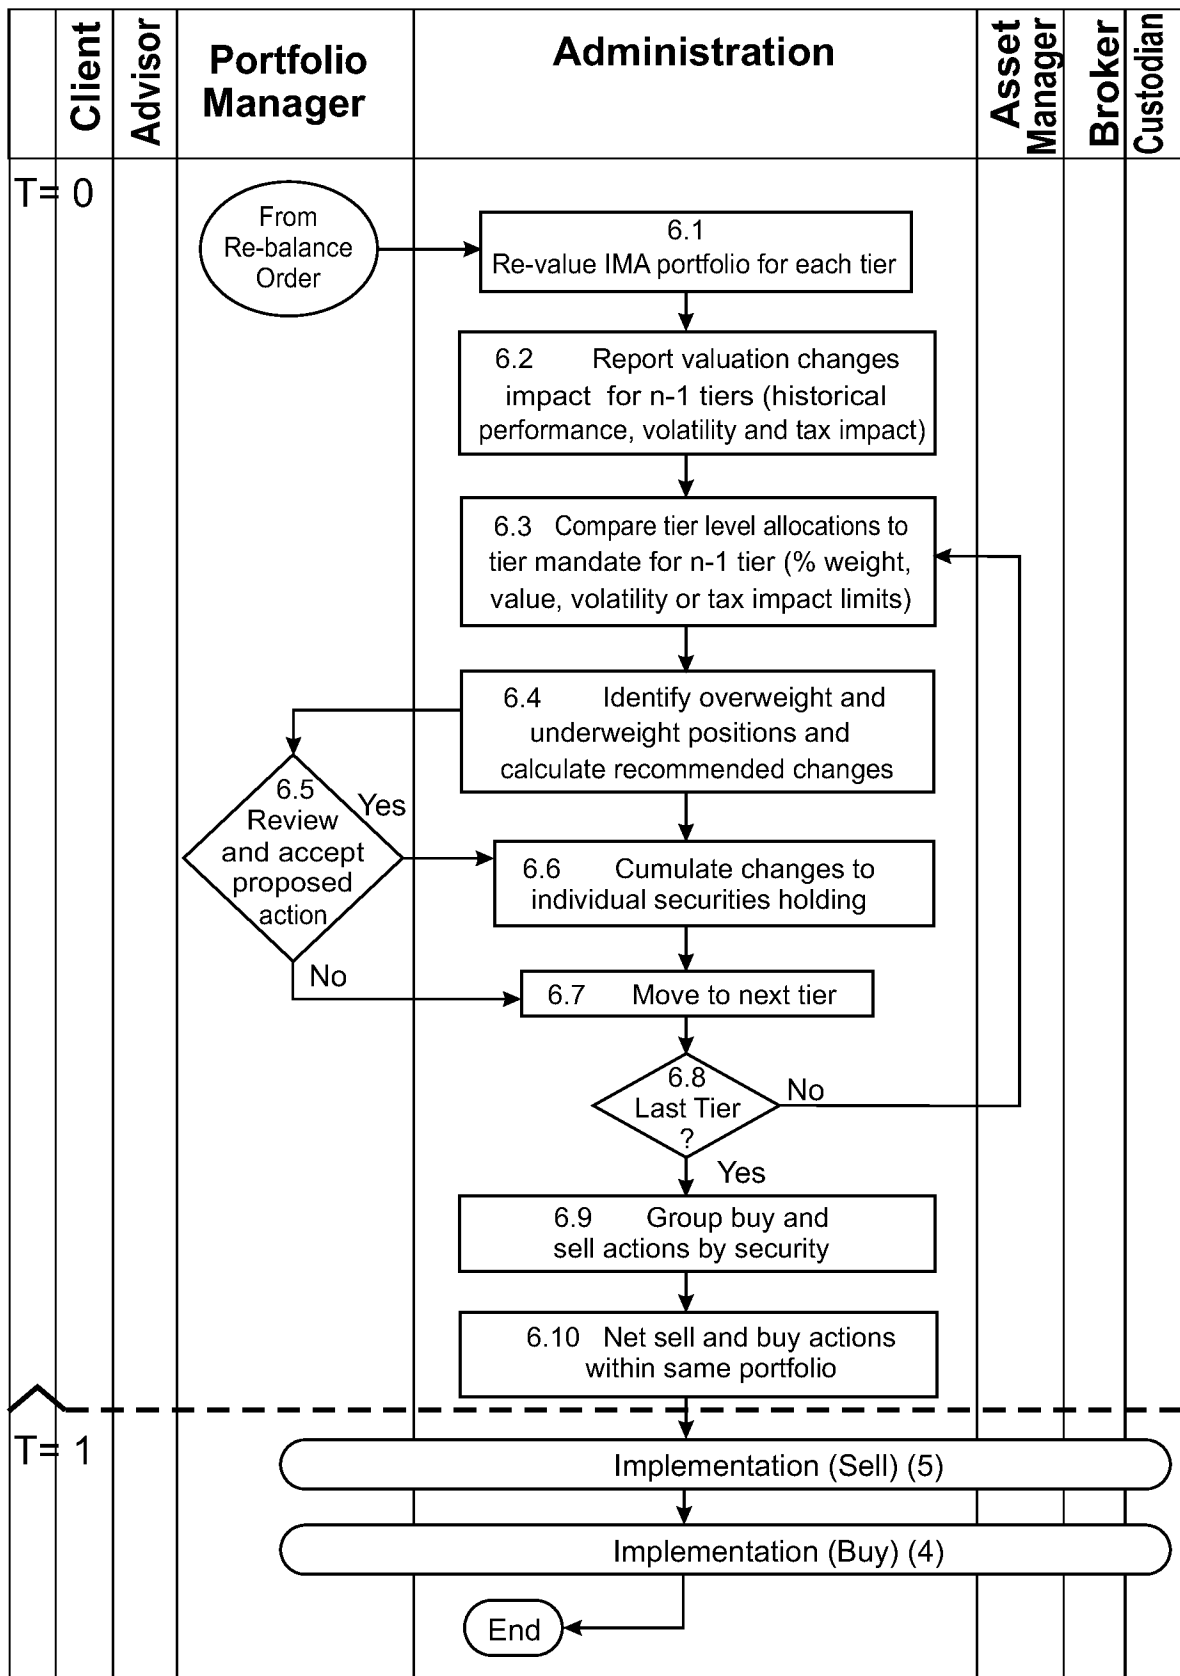 Client
Advisor
Portfolio
Manager
Administration
Asset
Manager
Broker
Custodian
T= 0
From
Re-balance
Order
6.1
Re-value IMA portfolio for each tier
6.2 Report valuation changes
impact for n-1 tiers (historical
performance, volatility and tax impact)
6.3 Compare tier level allocations to
tier mandate for n-1 tier (% weight,
value, volatility or tax impact limits)
6.4 Identify overweight and
underweight positions and
calculate recommended changes
6.5
Review
and accept
proposed
action
Yes
6.6 Cumulate changes to
individual securities holding
No
6.7 Move to next tier
6.8
Last Tier
?
No
Yes
6.9 Group buy and
sell actions by security
6.10 Net sell and buy actions
within same portfolio
T= 1
Implementation (Sell) (5)
Implementation (Buy) (4)
End